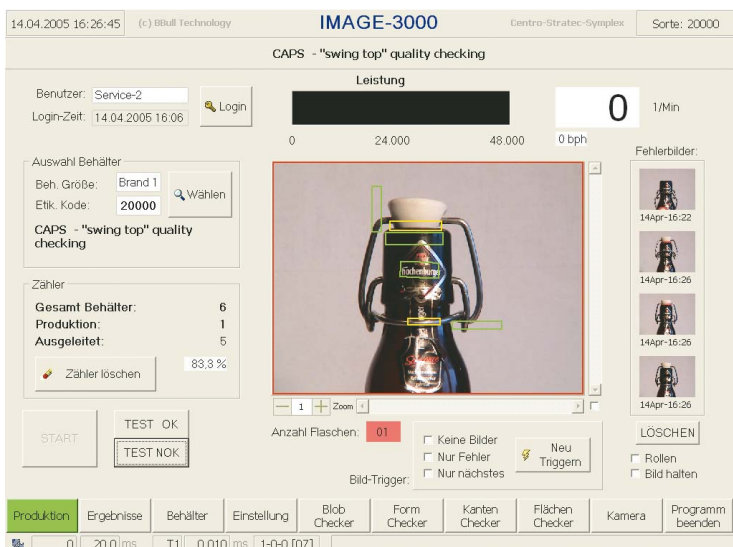 14.04.2005 16:26:45
(c) BBull Technology
IMAGE-3000
Centro-Stratec-Symplex
Sorte: 20000
CAPS - "swing top" quality checking
Benutzer: Service-2
Login-Zeit: 14.04.2005 16:06
Login
Leistung
0 24.000 48.000
0 bph
0 1/Min
Auswahl Behälter
Beh. Größe: Brand 1
Etik. Kode: 20000
Wählen
CAPS - "swing top" quality
checking
Zähler
Gesamt Behälter: 6
Produktion: 1
Ausgeleitet: 5
83,3 %
Zähler löschen
START
TEST OK
TEST NOK
1 Zoom
Anzahl Flaschen: 01
Bild-Trigger:
Keine Bilder
Nur Fehler
Nur nächstes
Neu
Triggern
Fehlerbilder:
14Apr-16:22
14Apr-16:26
14Apr-16:26
14Apr-16:26
LÖSCHEN
Rollen
Bild halten
Produktion
Ergebnisse
Behälter
Einstellung
Blob
Checker
Form
Checker
Kanten
Checker
Flächen
Checker
Kamera
Programm
beenden
0 20.0 ms T1 0.010 ms 1-0-0 [07]